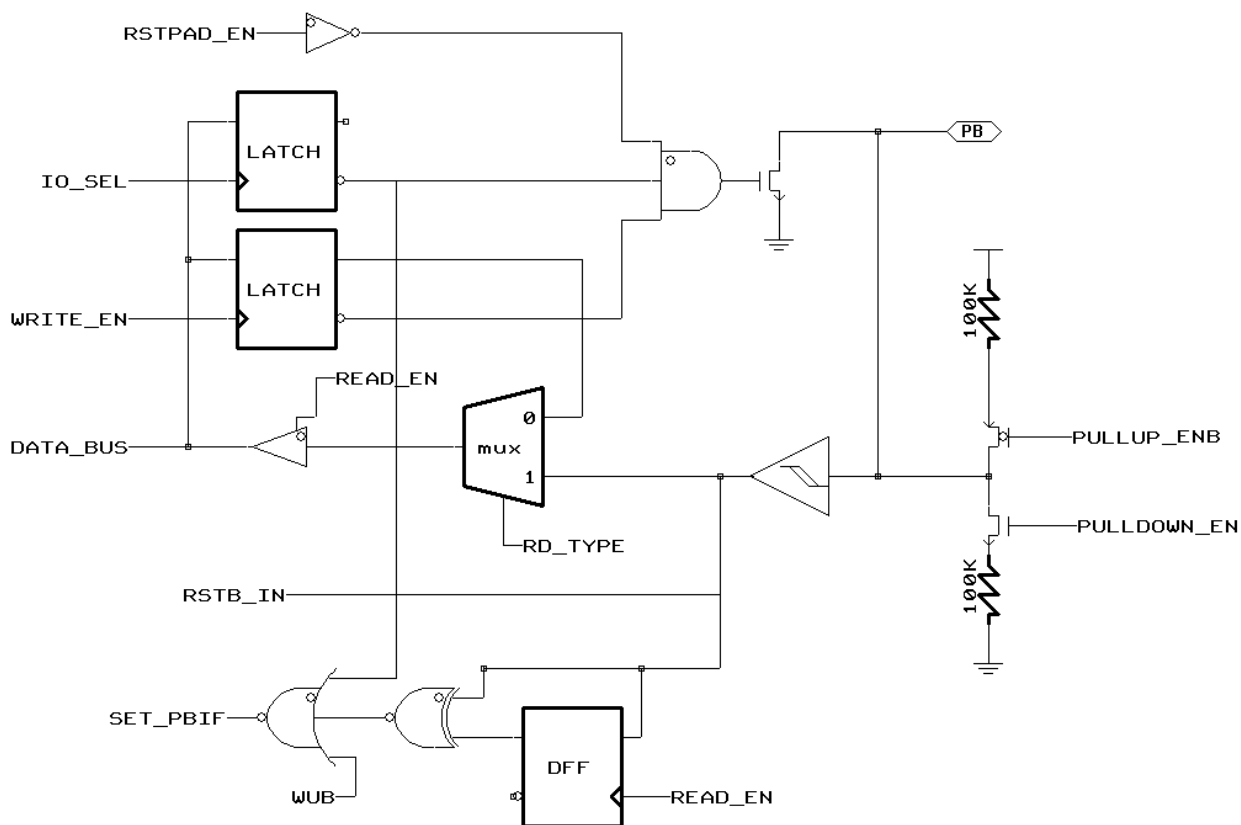 RSTPAD_EN
PB
LATCH
IO_SEL
LATCH
WRITE_EN
100K
READ_EN
0
DATA_BUS
mux
PULLUP_ENB
1
PULLDOWN_EN
RD_TYPE
100K
RSTB_IN
SET_PBIF
DFF
WUB
READ_EN